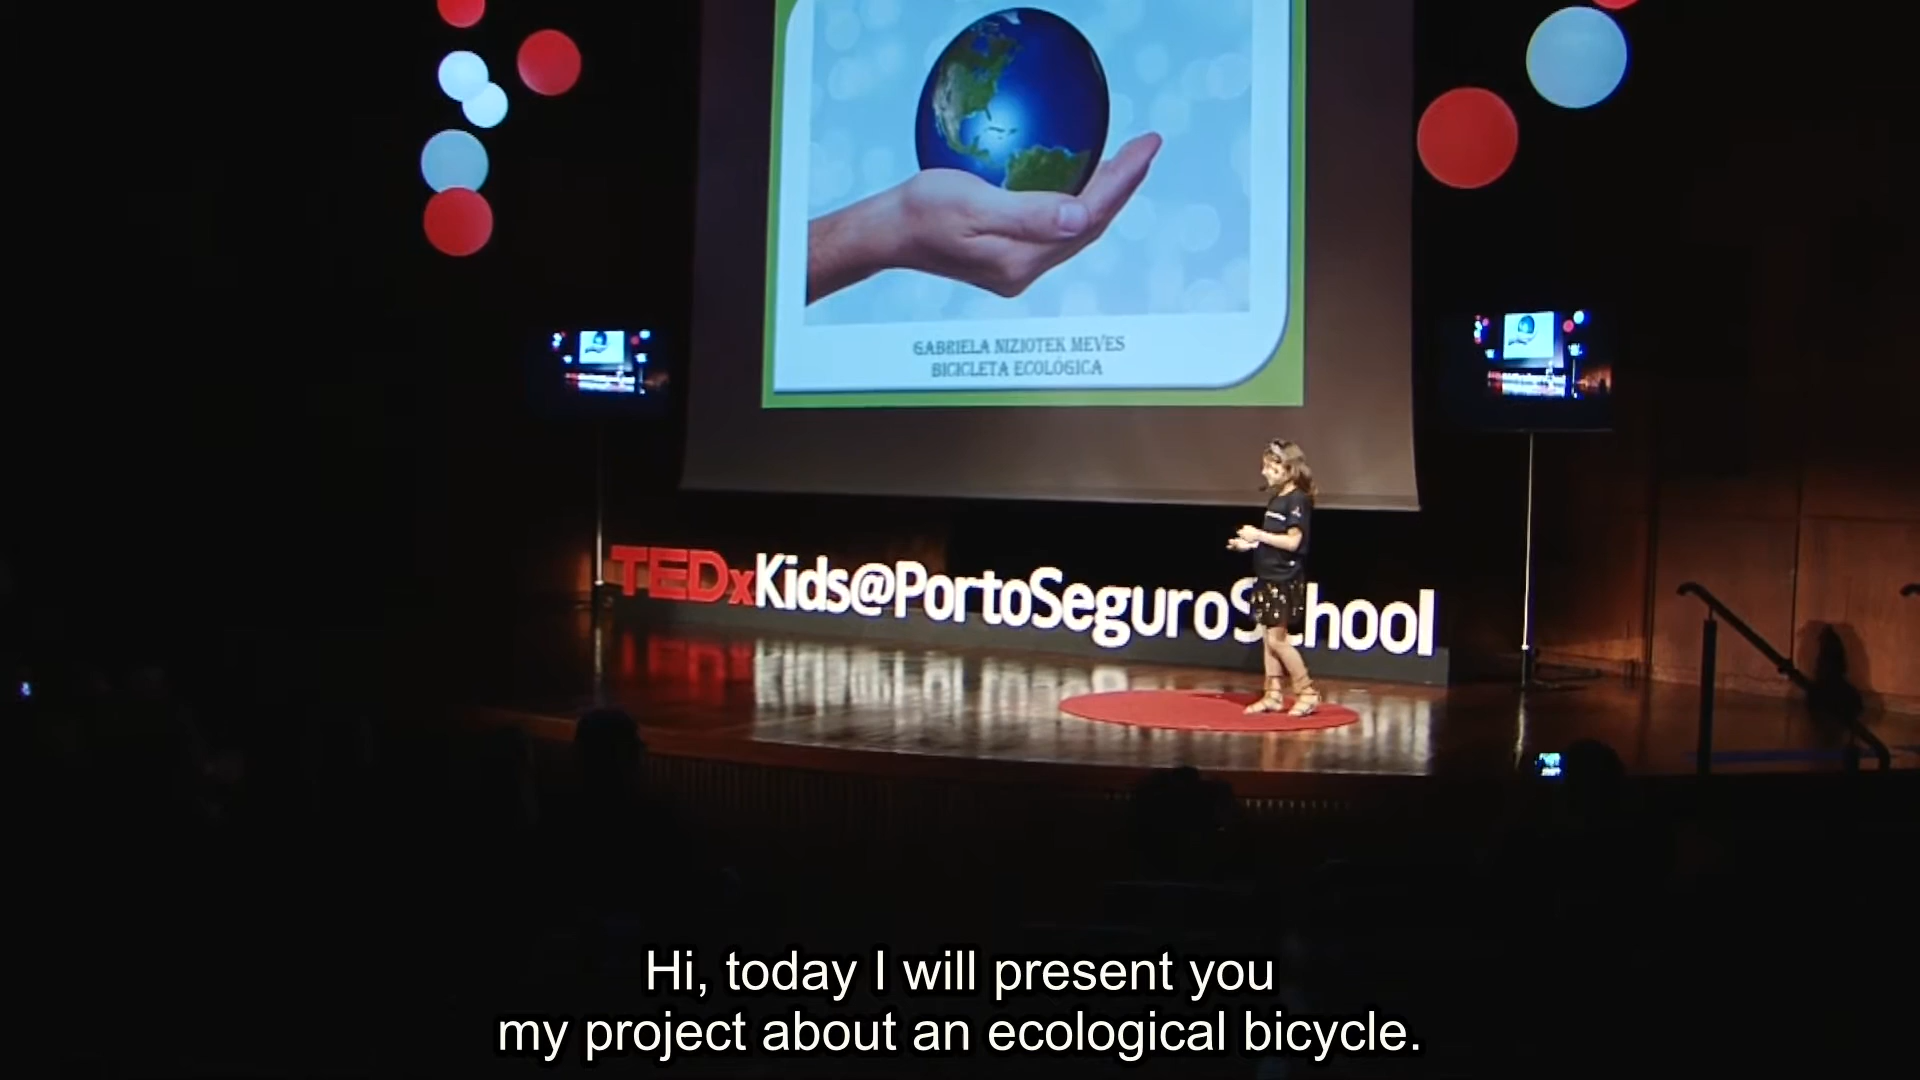 GABRIELA NIZIOTEK MEVES
BICICLETA ECOLÓGICA
TEDxKids@PortoSeguroSchool
Hi, today I will present you
my project about an ecological bicycle.